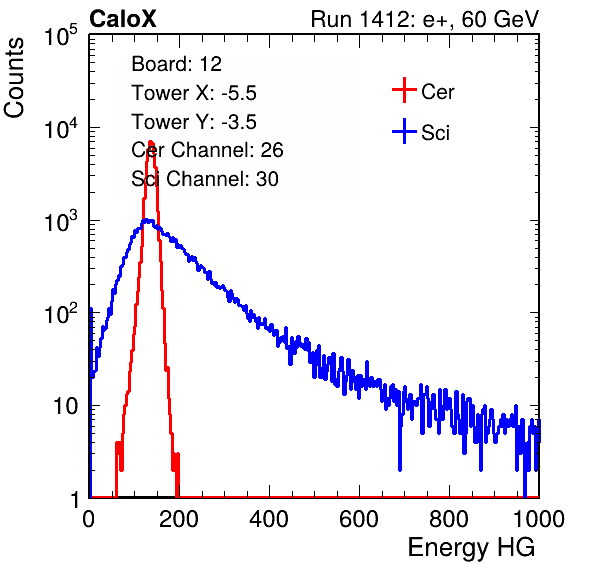 CaloX Run 1412: e+, 60 GeV
Counts
Board: 12
Tower X: -5.5
Tower Y: -3.5
Cer Channel: 26
Sci Channel: 30
Cer
Sci
10^5
10^4
10^3
10^2
10
1
0 200 400 600 800 1000
Energy HG